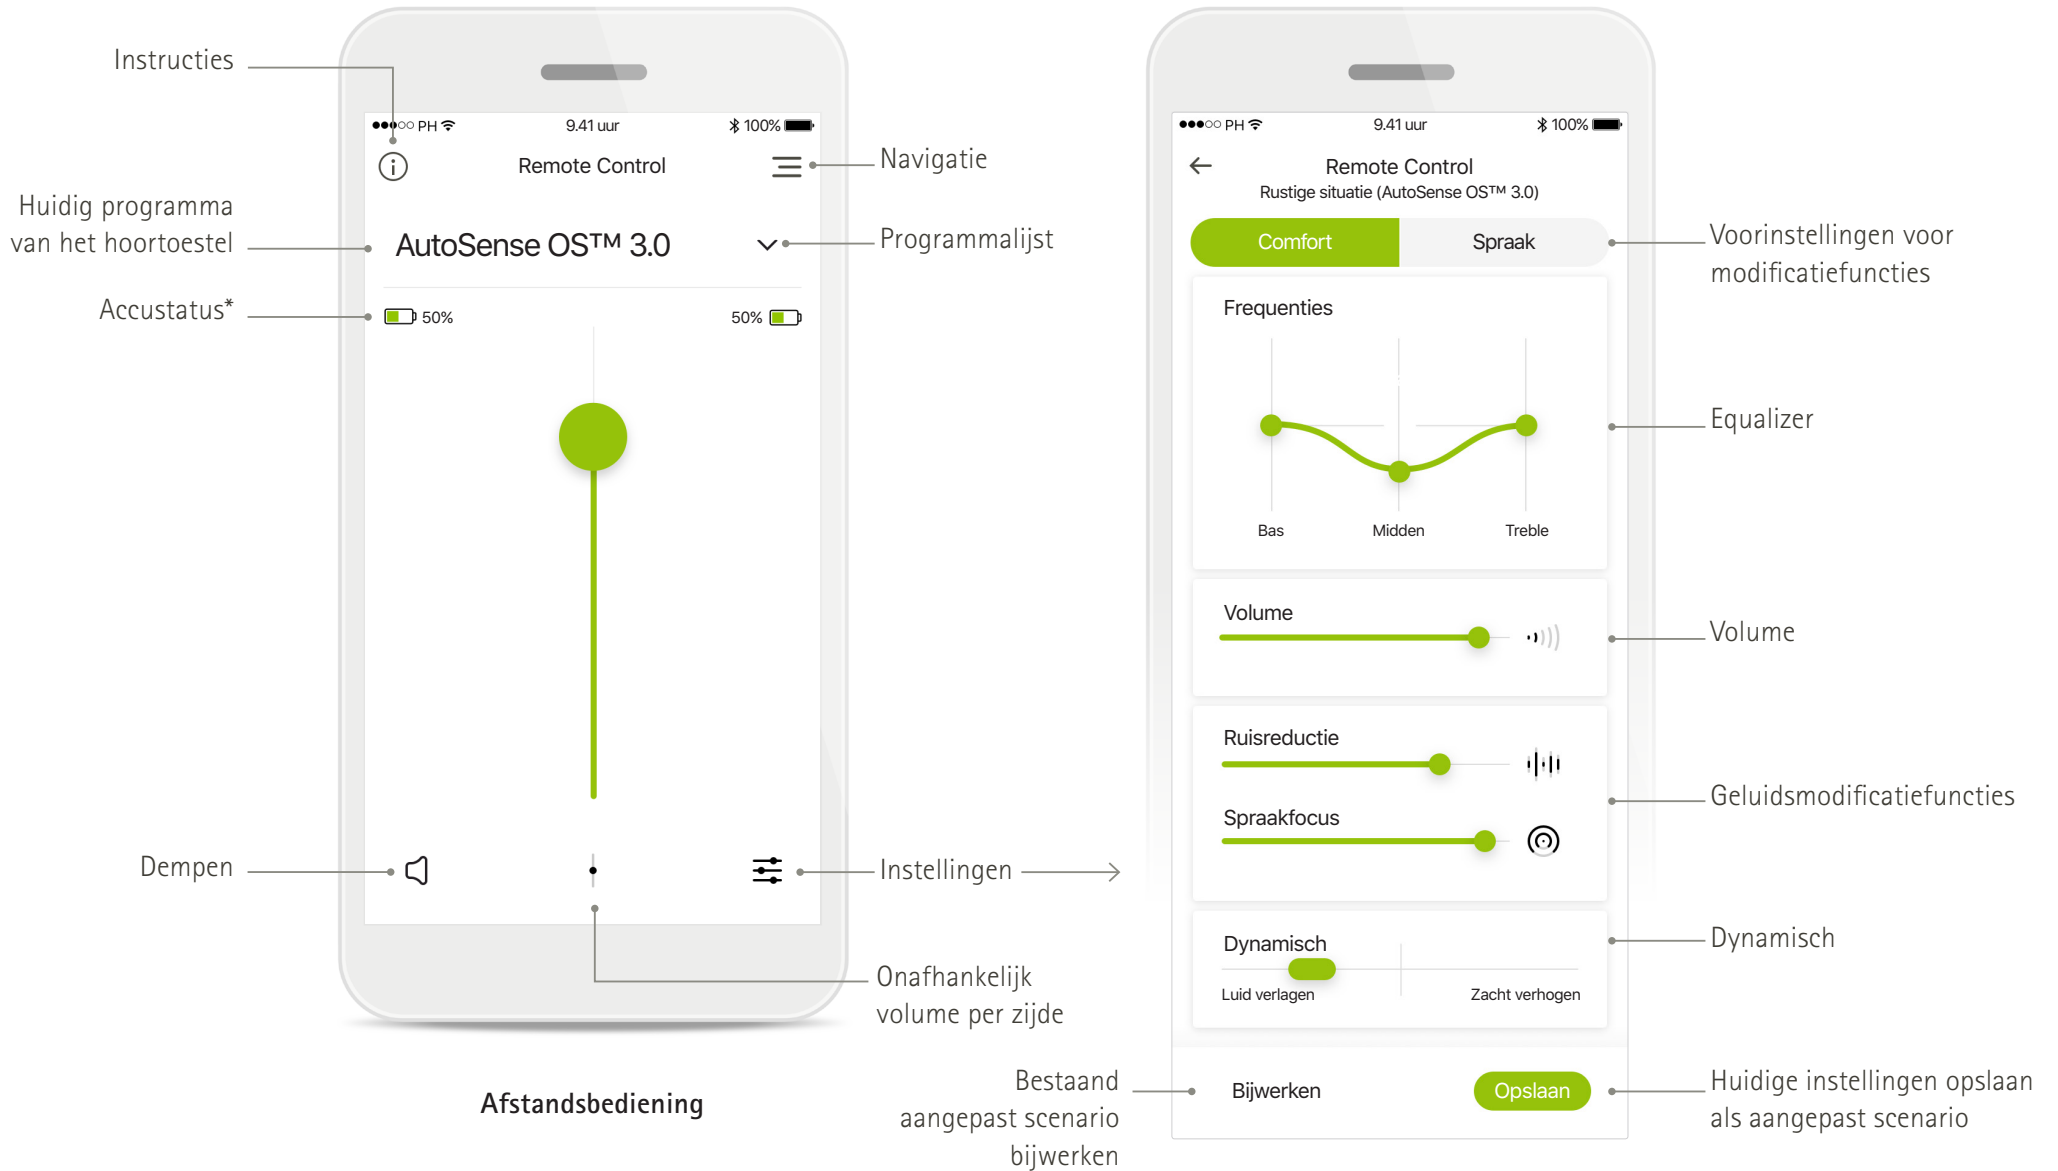 Instructies
Huidig programma
van het hoortoestel
Accustatus*
Dempen
PH
9.41 uur
100%
Remote Control
AutoSense OS™ 3.0
50%
50%
Navigatie
Programmalijst
Instellingen
Onafhankelijk
volume per zijde
Afstandsbediening
PH
9.41 uur
100%
Remote Control
Rustige situatie (AutoSense OS™ 3.0)
Comfort
Spraak
Frequenties
Bas
Midden
Treble
Volume
Ruisreductie
Spraakfocus
Dynamisch
Luid verlagen
Zacht verhogen
Bijwerken
Opslaan
Voorinstellingen voor
modificatiefuncties
Equalizer
Volume
Geluidsmodificatiefuncties
Dynamisch
Bestaand
aangepast scenario
bijwerken
Huidige instellingen opslaan
als aangepast scenario